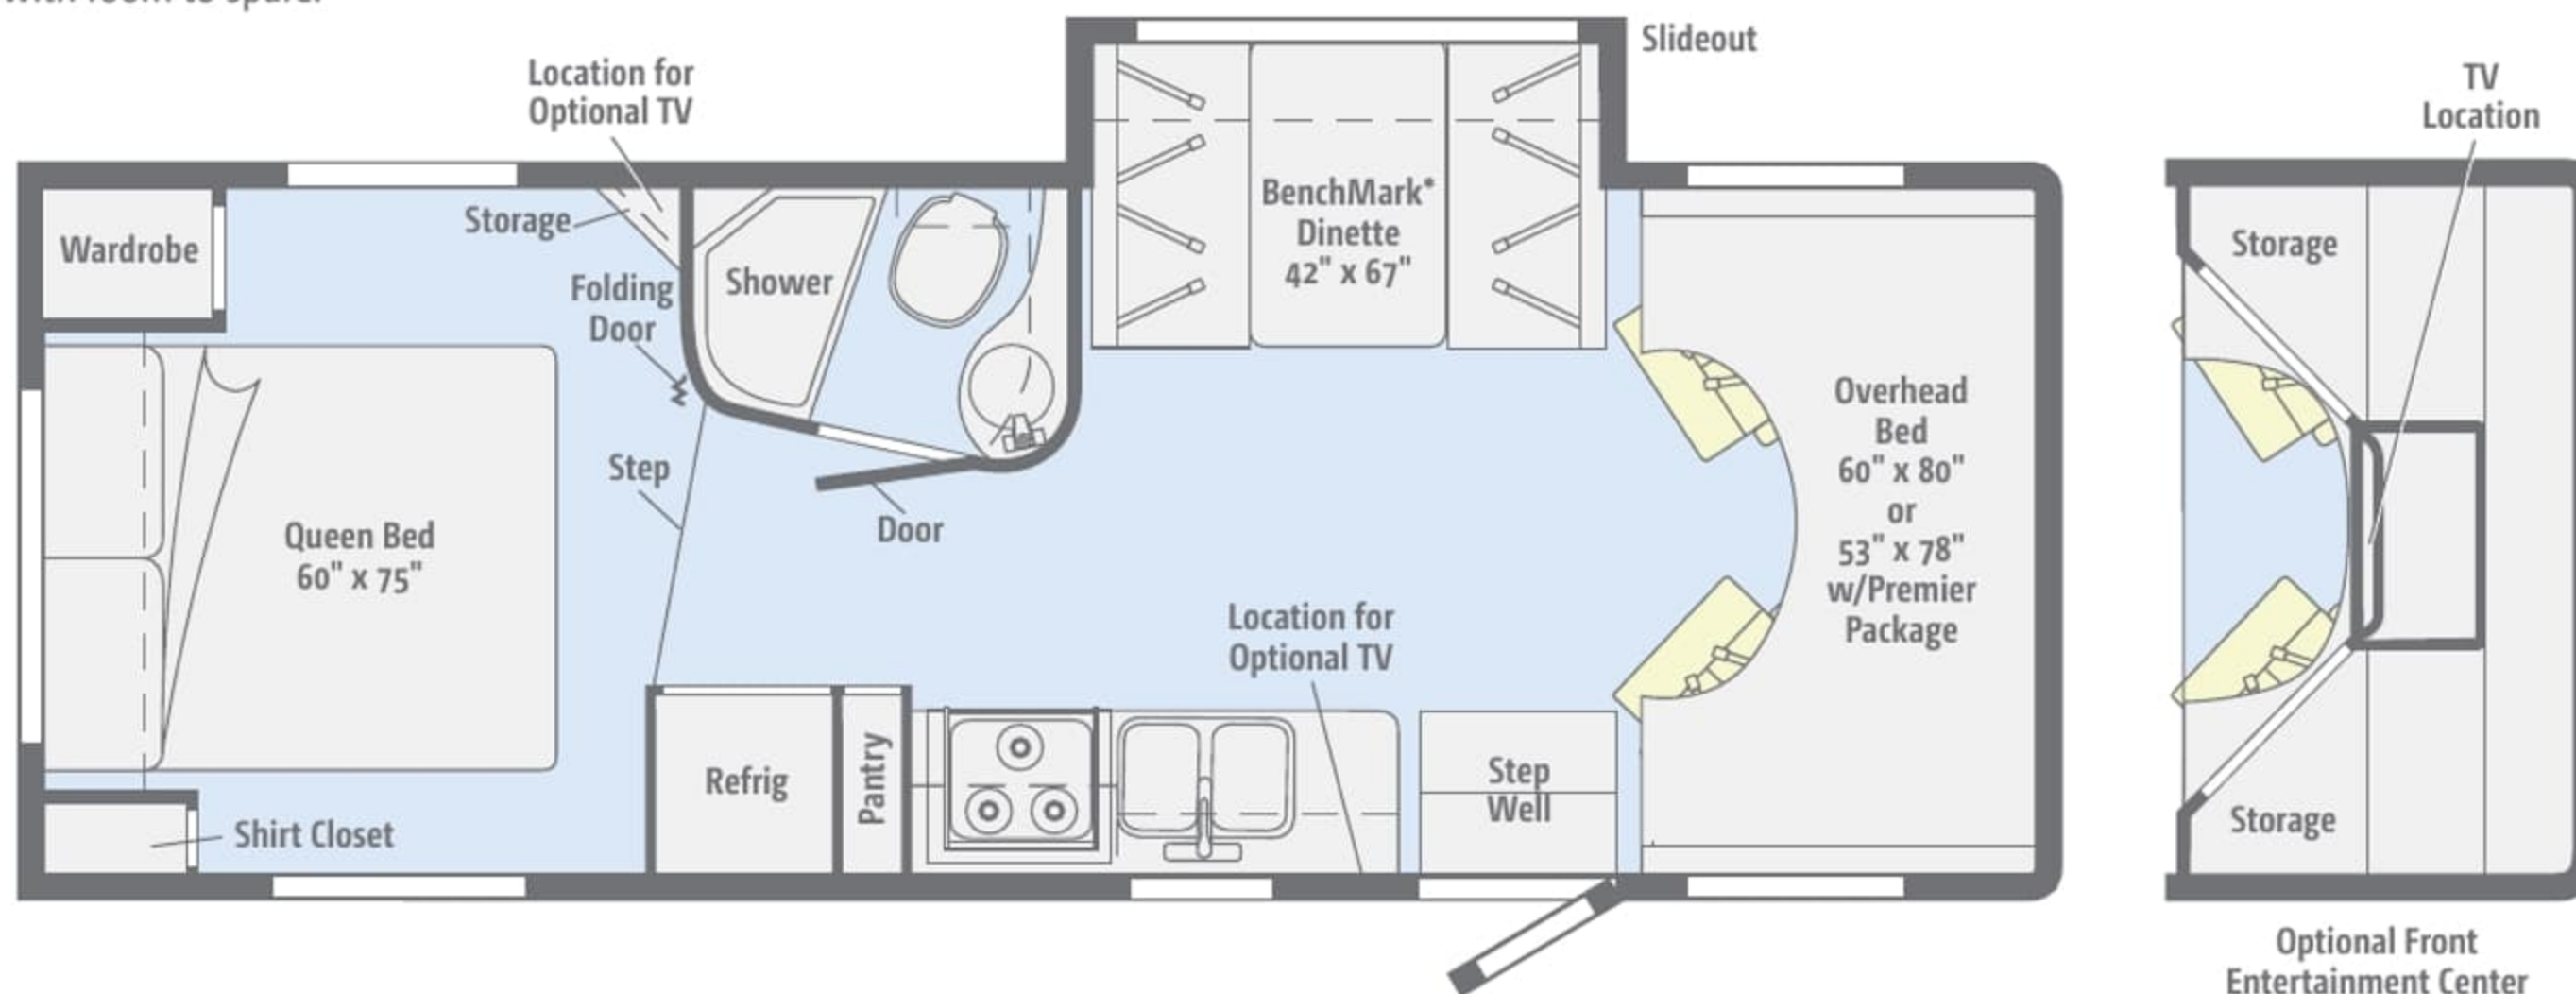 Slideout
Location for
Optional TV
TV
Location
Wardrobe
Storage
Folding
Door
Shower
BenchMark*
Dinette
42" x 67"
Storage
Overhead
Bed
60" x 80"
or
53" x 78"
w/Premier
Package
Step
Door
Queen Bed
60" x 75"
Location for
Optional TV
Refrig
Pantry
Step
Well
Shirt Closet
Storage
Optional Front
Entertainment Center